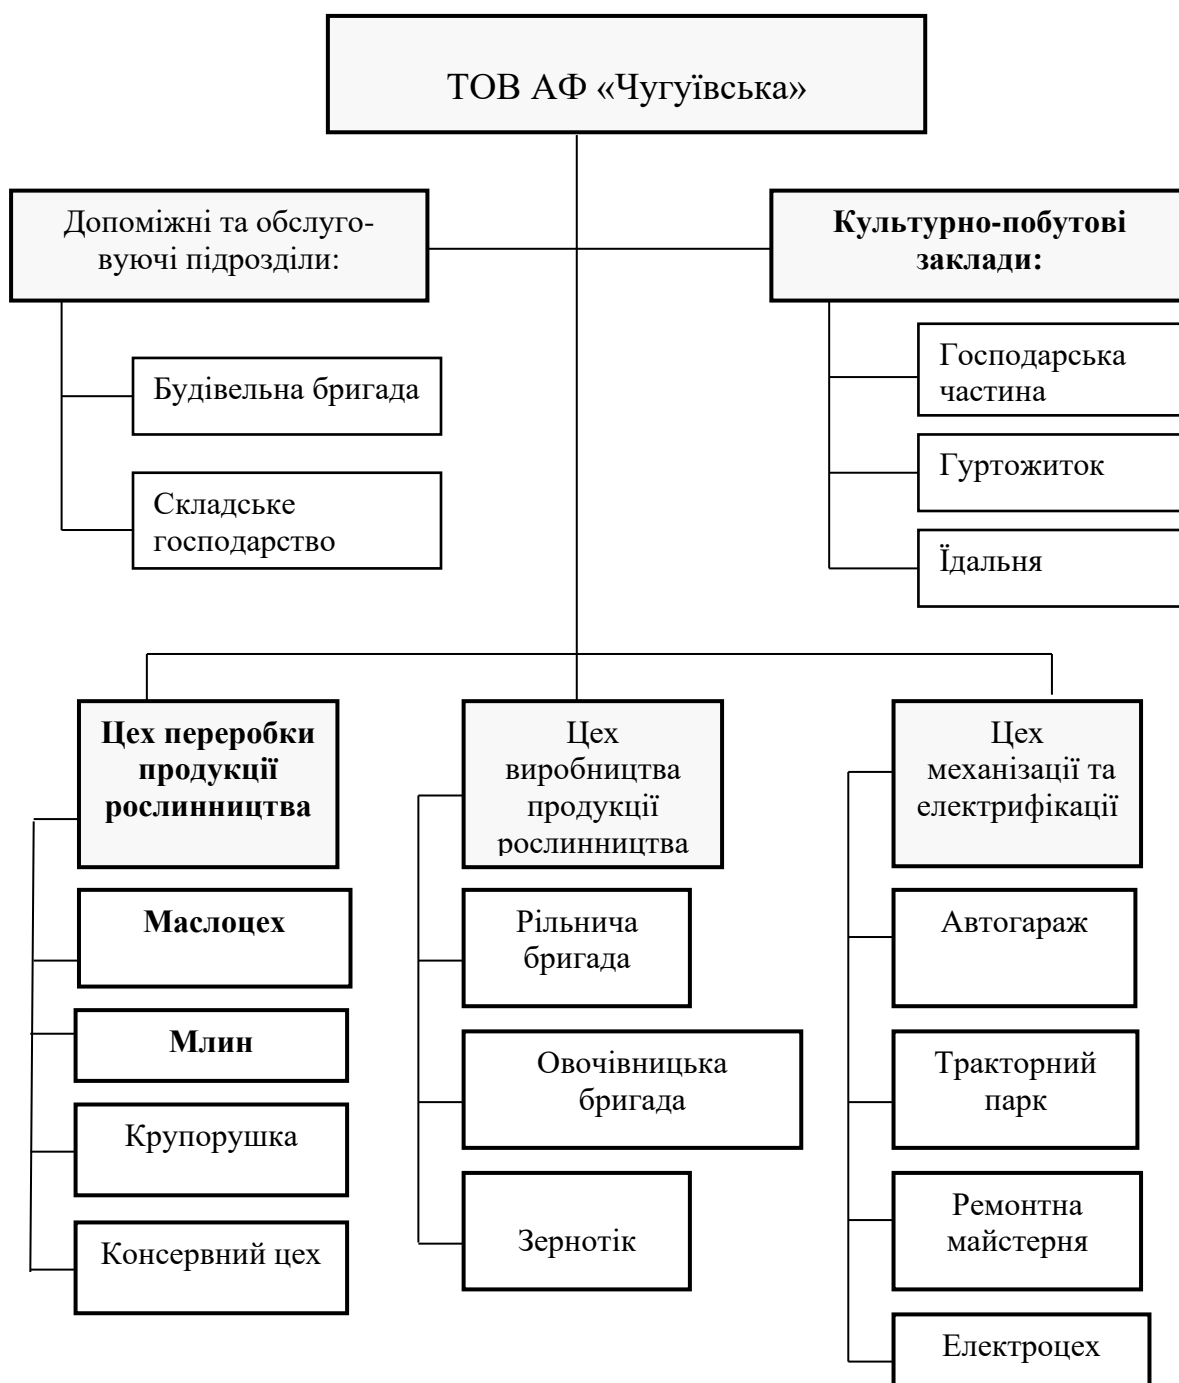 ТОВ АФ «Чугуївська»
Допоміжні та обслуго-
вуючі підрозділи:
Будівельна бригада
Складське
господарство
Культурно-побутові
заклади:
Господарська
частина
Гуртожиток
Їдальня
Цех переробки
продукції
рослинництва
Маслоцех
Млин
Крупорушка
Консервний цех
Цех
виробництва
продукції
рослинництва
Рільнича
бригада
Овочівницька
бригада
Зернотік
Цех
механізації та
електрифікації
Автогараж
Тракторний
парк
Ремонтна
майстерня
Електроцех